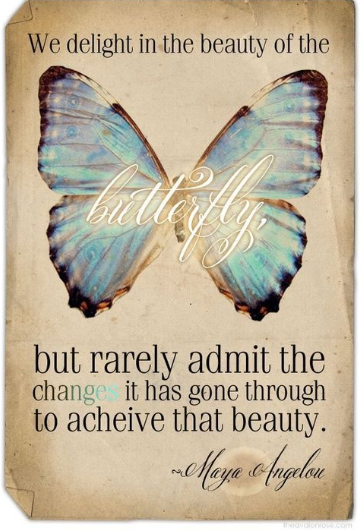 We delight in the beauty of the
butterfly,
but rarely admit the
changes it has gone through
to acheive that beauty.
~Maya Angelou